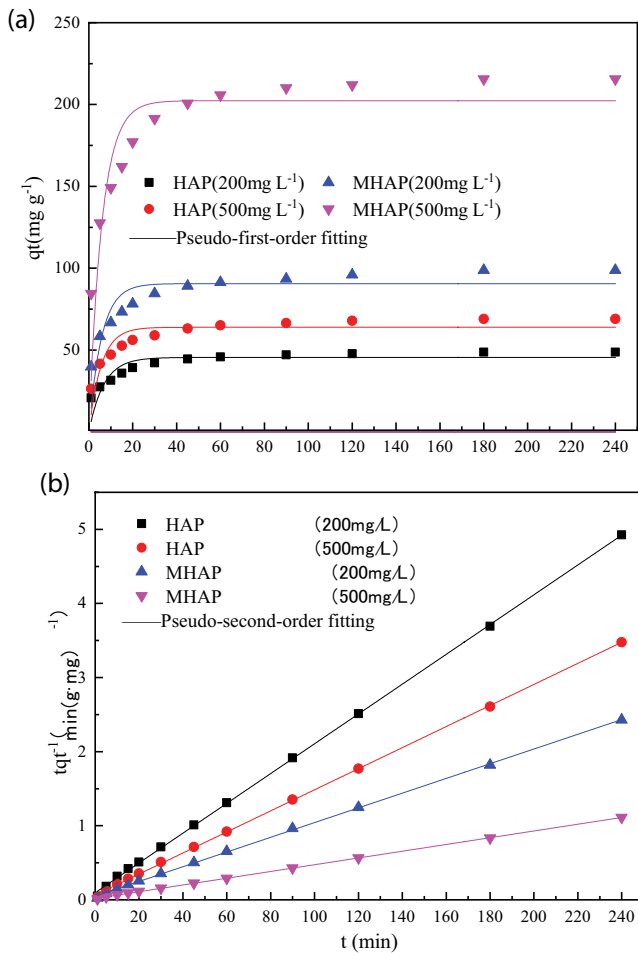 (a)
250
200
150
100
50
qt(mg g-1)
HAP(200mg L-1)
MHAP(200mg L-1)
HAP(500mg L-1)
MHAP(500mg L-1)
Pseudo-first-order fitting
0 20 40 60 80 100 120 140 160 180 200 220 240
(b)
5
4
3
2
1
0
tqt-1(min(g·mg)-1)
HAP (200mg/L)
HAP (500mg/L)
MHAP (200mg/L)
MHAP (500mg/L)
Pseudo-second-order fitting
0 20 40 60 80 100 120 140 160 180 200 220 240
t (min)